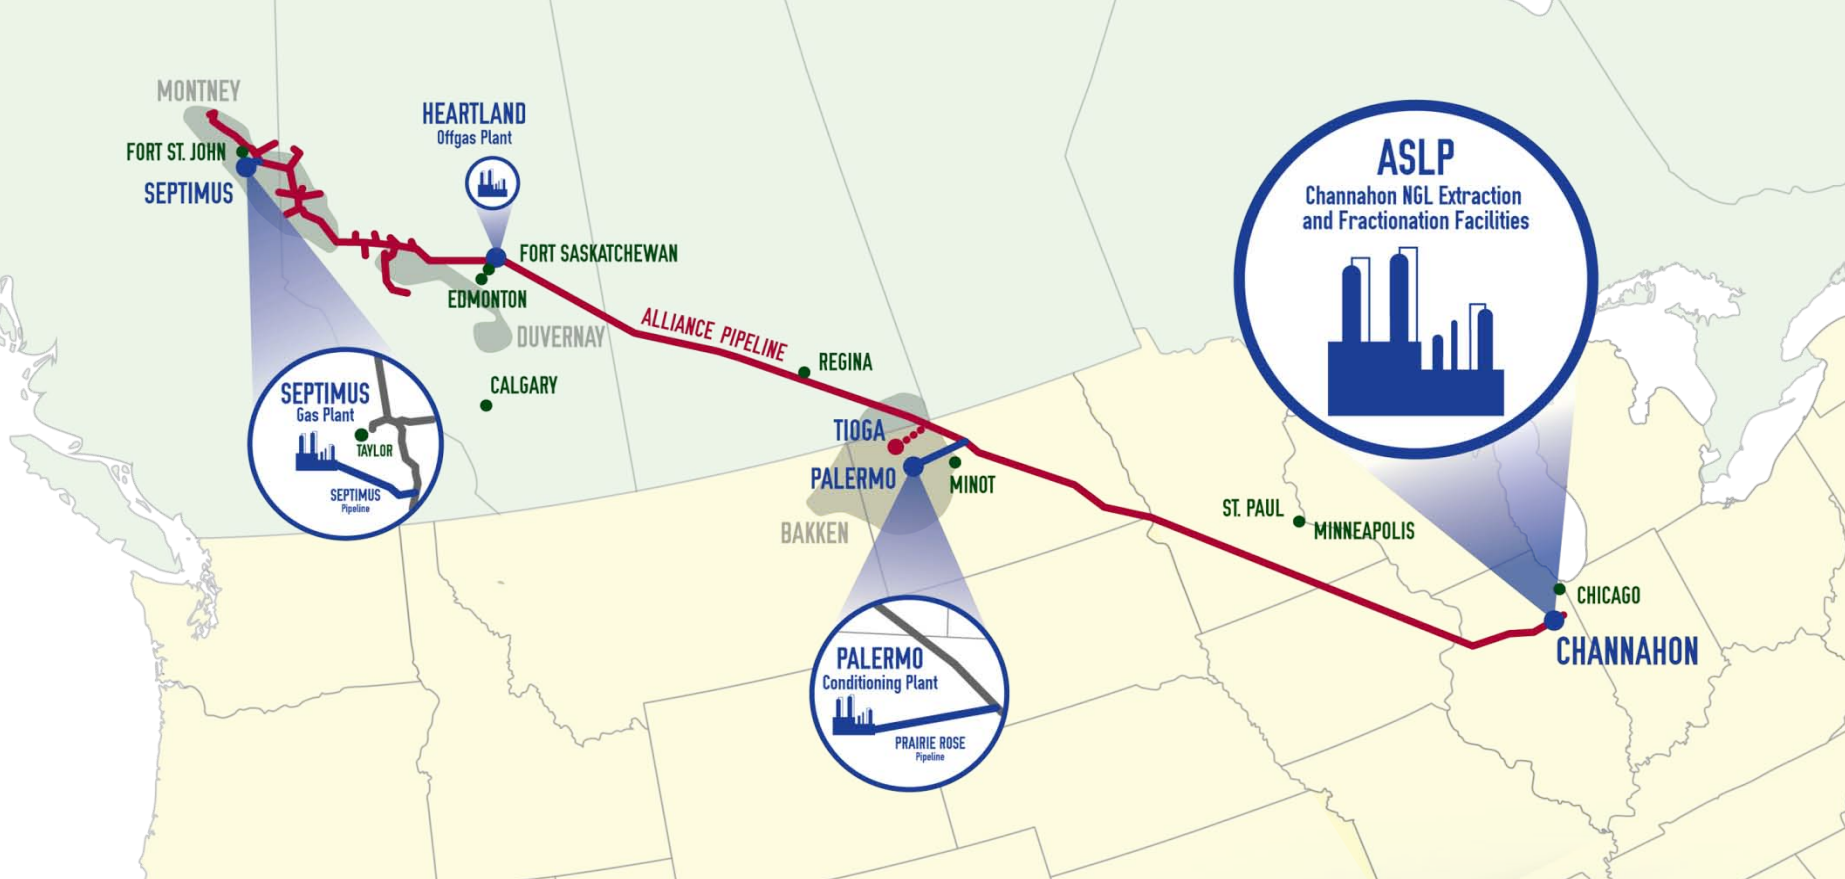 MONTNEY
FORT ST. JOHN
SEPTIMUS
HEARTLAND
Offgas Plant
FORT SASKATCHEWAN
EDMONTON
DUVERNAY
CALGARY
SEPTIMUS
Gas Plant
TAYLOR
SEPTIMUS
Pipeline
ALLIANCE PIPELINE
REGINA
TIOGA
PALERMO
MINOT
BAKKEN
PALERMO
Conditioning Plant
PRAIRIE ROSE
Pipeline
ASLP
Channahon NGL Extraction
and Fractionation Facilities
ST. PAUL
MINNEAPOLIS
CHICAGO
CHANNAHON